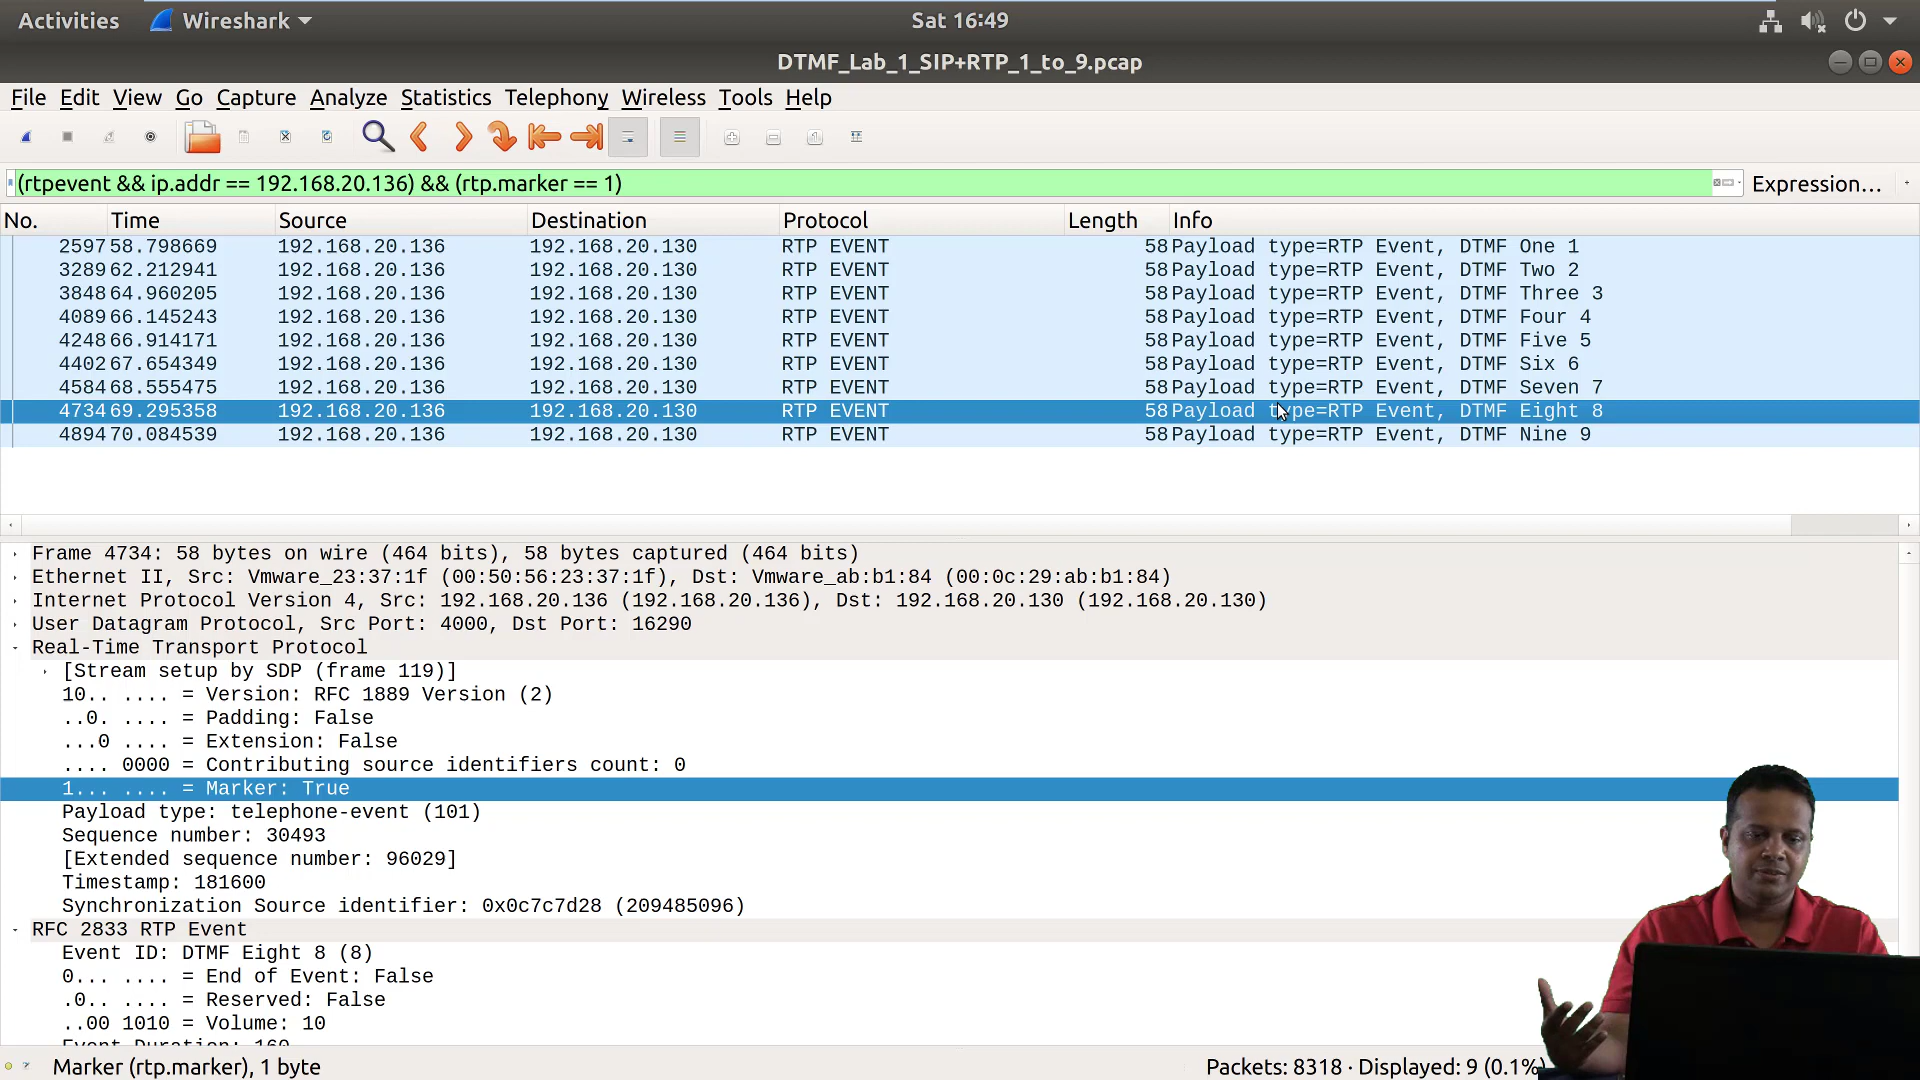 Activities Wireshark Sat 16:49
DTMF_Lab_1_SIP+RTP_1_to_9.pcap
File Edit View Go Capture Analyze Statistics Telephony Wireless Tools Help
(rtpevent && ip.addr == 192.168.20.136) && (rtp.marker == 1) Expression… +
No. Time Source Destination Protocol Length Info
2597 58.798669 192.168.20.136 192.168.20.130 RTP EVENT 58 Payload type=RTP Event, DTMF One 1
3289 62.212941 192.168.20.136 192.168.20.130 RTP EVENT 58 Payload type=RTP Event, DTMF Two 2
3848 64.960205 192.168.20.136 192.168.20.130 RTP EVENT 58 Payload type=RTP Event, DTMF Three 3
4089 66.145243 192.168.20.136 192.168.20.130 RTP EVENT 58 Payload type=RTP Event, DTMF Four 4
4248 66.914171 192.168.20.136 192.168.20.130 RTP EVENT 58 Payload type=RTP Event, DTMF Five 5
4402 67.654349 192.168.20.136 192.168.20.130 RTP EVENT 58 Payload type=RTP Event, DTMF Six 6
4584 68.555475 192.168.20.136 192.168.20.130 RTP EVENT 58 Payload type=RTP Event, DTMF Seven 7
4734 69.295358 192.168.20.136 192.168.20.130 RTP EVENT 58 Payload type=RTP Event, DTMF Eight 8
4894 70.084539 192.168.20.136 192.168.20.130 RTP EVENT 58 Payload type=RTP Event, DTMF Nine 9
Frame 4734: 58 bytes on wire (464 bits), 58 bytes captured (464 bits)
Ethernet II, Src: Vmware_23:37:1f (00:50:56:23:37:1f), Dst: Vmware_ab:b1:84 (00:0c:29:ab:b1:84)
Internet Protocol Version 4, Src: 192.168.20.136 (192.168.20.136), Dst: 192.168.20.130 (192.168.20.130)
User Datagram Protocol, Src Port: 4000, Dst Port: 16290
Real-Time Transport Protocol
[Stream setup by SDP (frame 119)]
10.. .... = Version: RFC 1889 Version (2)
..0. .... = Padding: False
...0 .... = Extension: False
.... 0000 = Contributing source identifiers count: 0
1... .... = Marker: True
Payload type: telephone-event (101)
Sequence number: 30493
[Extended sequence number: 96029]
Timestamp: 181600
Synchronization Source identifier: 0x0c7c7d28 (209485096)
RFC 2833 RTP Event
Event ID: DTMF Eight 8 (8)
0... .... = End of Event: False
.0.. .... = Reserved: False
..00 1010 = Volume: 10
Event Duration: 160
Marker (rtp.marker), 1 byte Packets: 8318 · Displayed: 9 (0.1%)